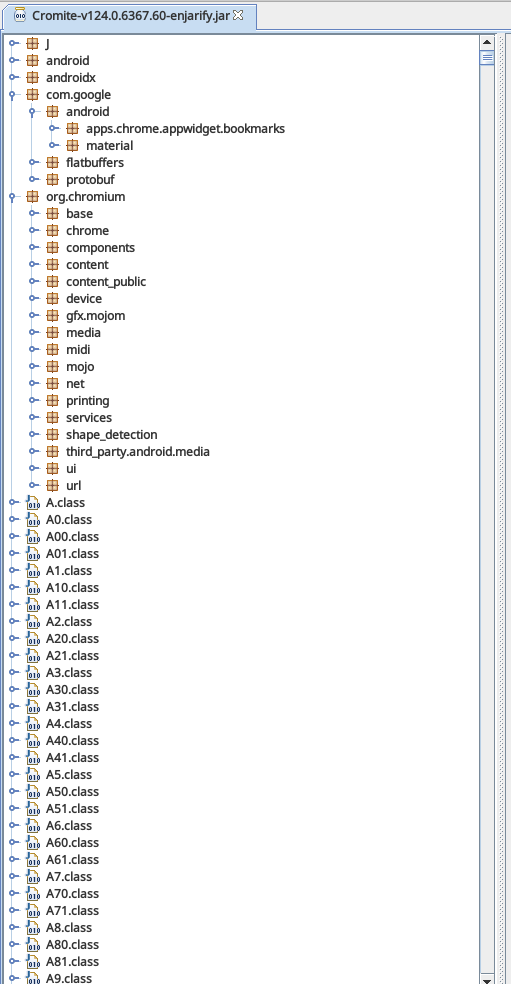 Cromite-v124.0.6367.60-enjarify.jar
J
android
androidx
com.google
android
apps.chrome.appwidget.bookmarks
material
flatbuffers
protobuf
org.chromium
base
chrome
components
content
content_public
device
gfx.mojom
media
midi
mojo
net
printing
services
shape_detection
third_party.android.media
ui
url
A.class
A0.class
A00.class
A01.class
A1.class
A10.class
A11.class
A2.class
A20.class
A21.class
A3.class
A30.class
A31.class
A4.class
A40.class
A41.class
A5.class
A50.class
A51.class
A6.class
A60.class
A61.class
A7.class
A70.class
A71.class
A8.class
A80.class
A81.class
A9.class